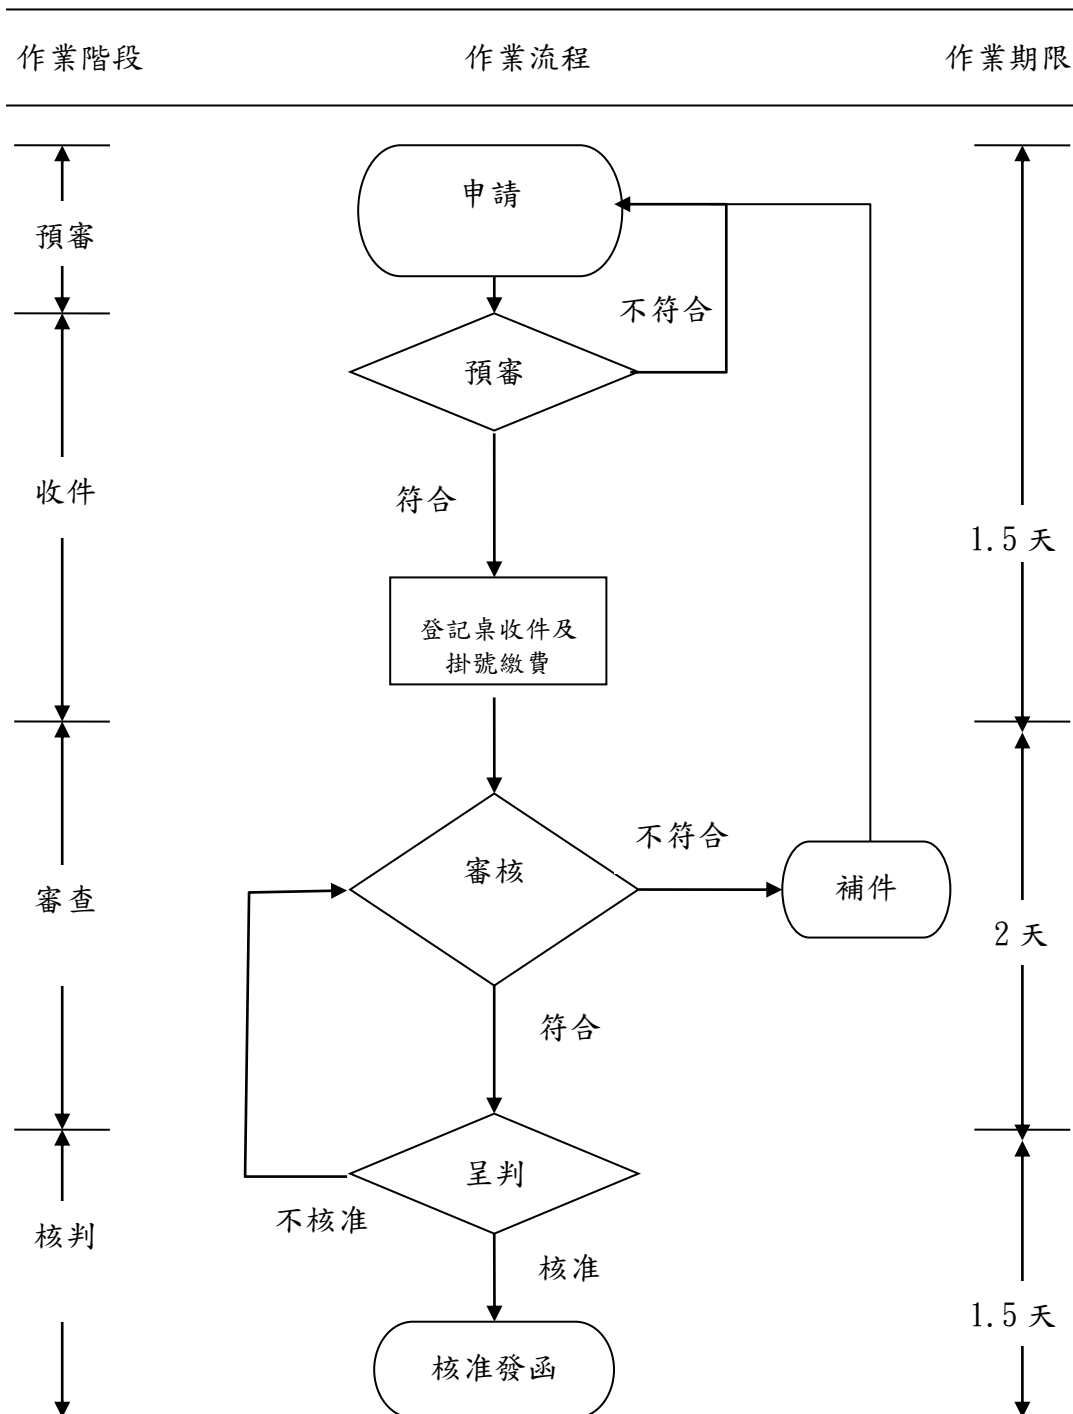 作業階段
作業流程
作業期限
申請
預審
不符合
預審
收件
符合
1.5 天
登記桌收件及
掛號繳費
不符合
審核
補件
審查
2 天
符合
呈判
不核准
核判
核准
1.5 天
核准發函